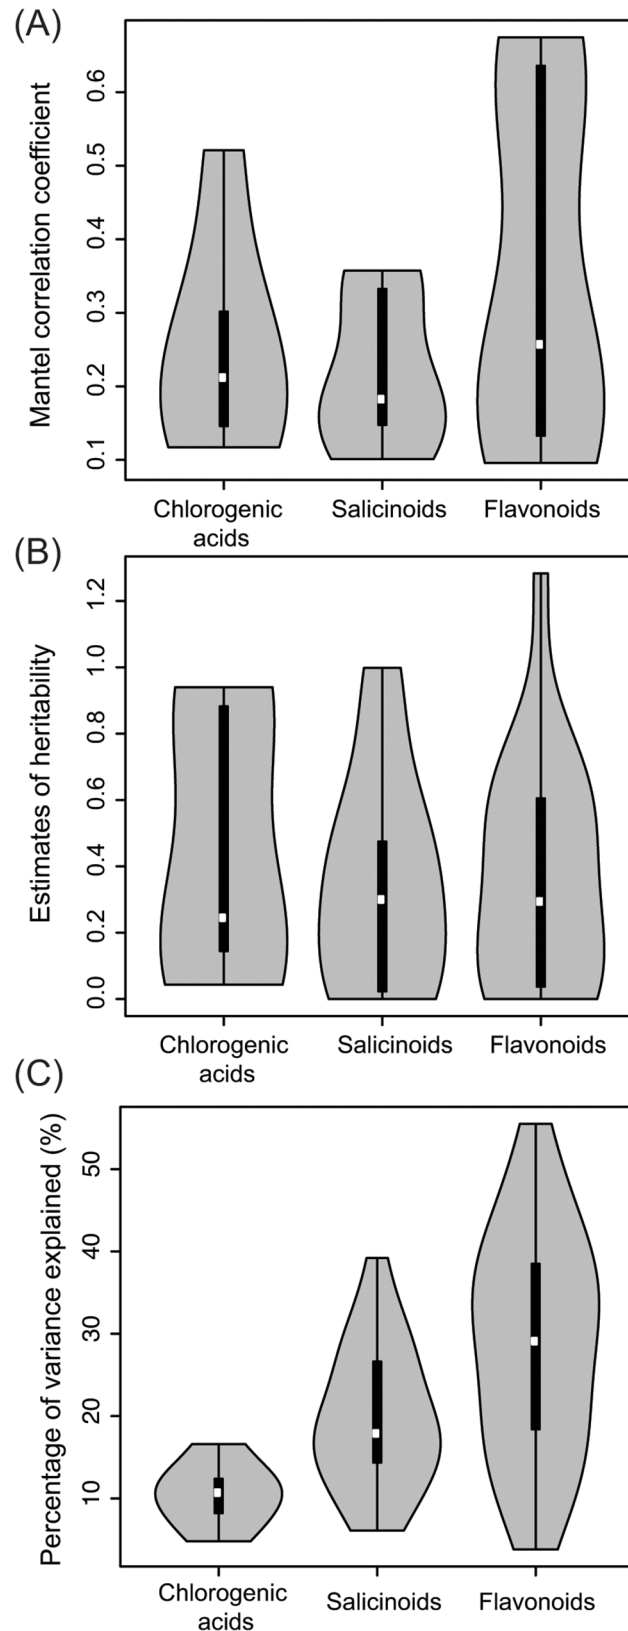 (A)
Mantel correlation coefficient
0.6
0.5
0.4
0.3
0.2
0.1
Chlorogenic
acids
Salicinoids
Flavonoids
(B)
Estimates of heritability
1.2
1.0
0.8
0.6
0.4
0.2
0.0
Chlorogenic
acids
Salicinoids
Flavonoids
(C)
Percentage of variance explained (%)
50
40
30
20
10
Chlorogenic
acids
Salicinoids
Flavonoids